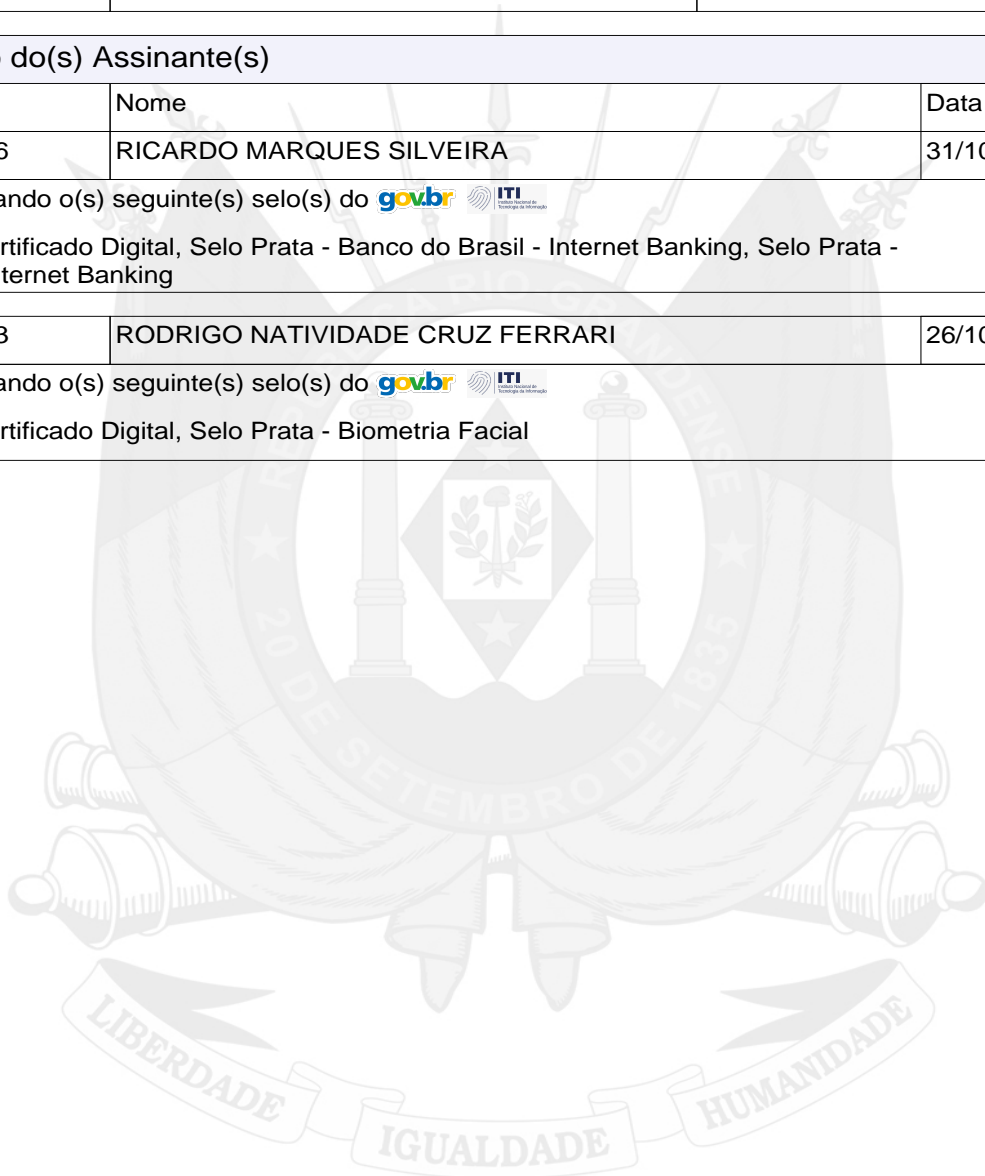 do(s) Assinante(s)
Nome Data
6 RICARDO MARQUES SILVEIRA 31/10
ando o(s) seguinte(s) selo(s) do gov.br ITI
rtificado Digital, Selo Prata - Banco do Brasil - Internet Banking, Selo Prata -
ternet Banking
3 RODRIGO NATIVIDADE CRUZ FERRARI 26/10
ando o(s) seguinte(s) selo(s) do gov.br ITI
rtificado Digital, Selo Prata - Biometria Facial
REPUBLICA RIO GRANDENSE
20 DE SETEMBRO DE 1835
LIBERDADE IGUALDADE HUMANIDADE